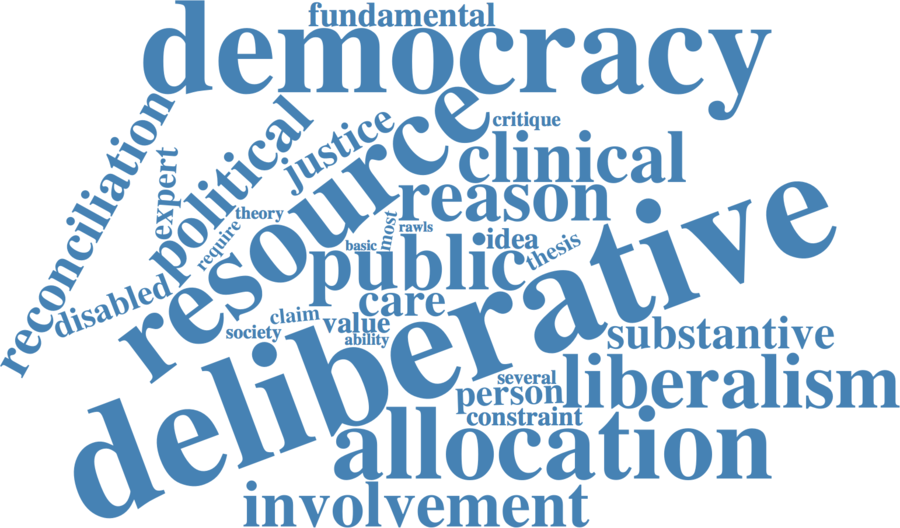 fundamental
democracy
reconciliation
expert
political
justice
resource
critique
clinical
reason
theory
require
most
rawls
basic
public
idea
thesis
deliberative
disabled
care
claim
value
society
ability
substantive
several
person
liberalism
constraint
allocation
involvement